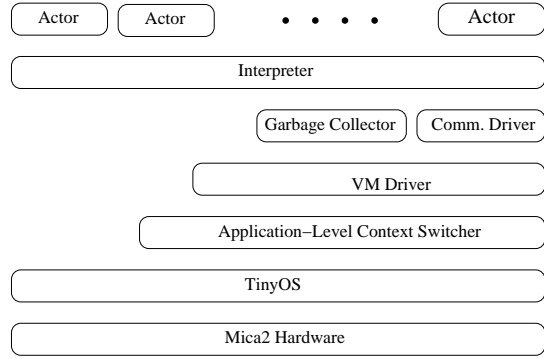 Actor Actor Actor
Interpreter
Garbage Collector Comm. Driver
VM Driver
Application−Level Context Switcher
TinyOS
Mica2 Hardware